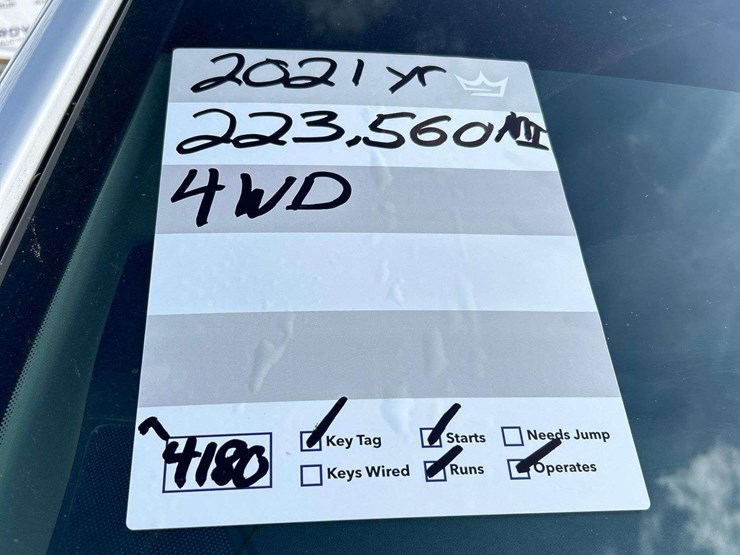 2021 yr
223,560 MI
4WD
4180
Key Tag
Starts
Needs Jump
Keys Wired
Runs
Operates